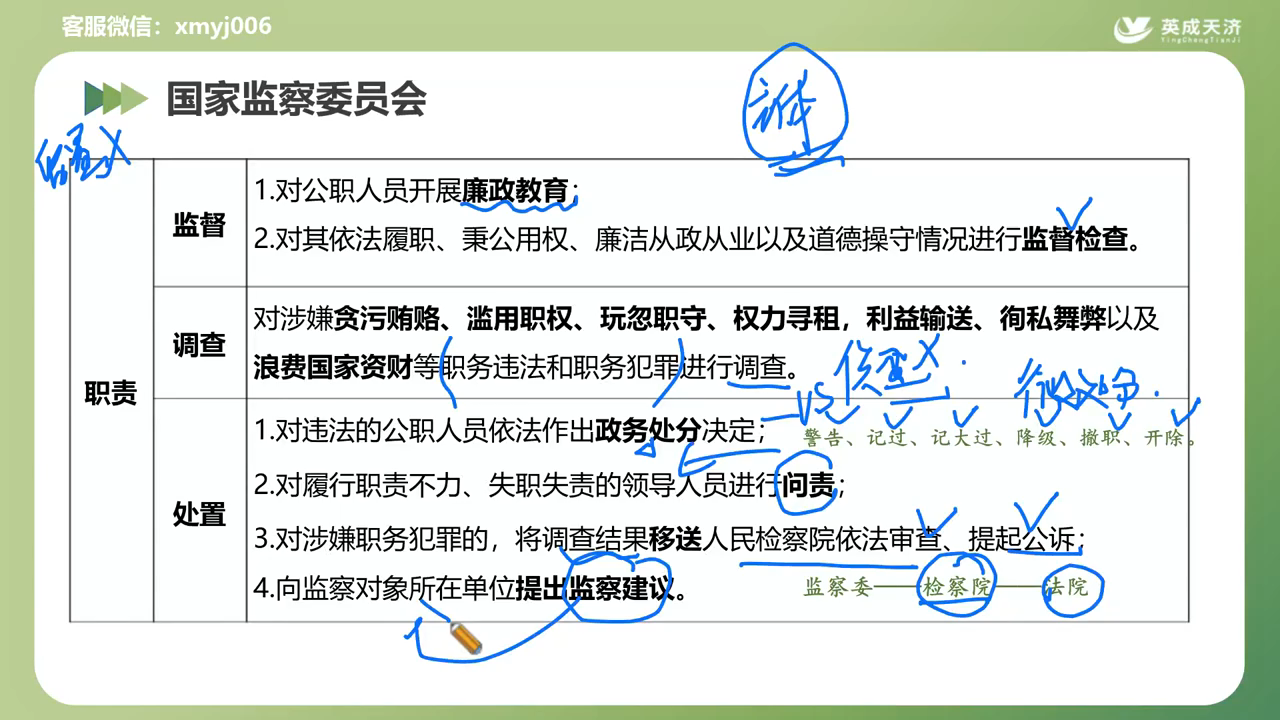 客服微信：xmyj006
英成天济
YingChengTianJi
国家监察委员会
侦查
职责
监督
1.对公职人员开展廉政教育；
2.对其依法履职、秉公用权、廉洁从政从业以及道德操守情况进行监督检查。
调查
对涉嫌贪污贿赂、滥用职权、玩忽职守、权力寻租，利益输送、徇私舞弊以及
浪费国家资财等职务违法和职务犯罪进行调查。
侦查
处置
1.对违法的公职人员依法作出政务处分决定；
VS
警告、记过、记大过、降级、撤职、开除。
2.对履行职责不力、失职失责的领导人员进行问责；
3.对涉嫌职务犯罪的，将调查结果移送人民检察院依法审查、提起公诉；
4.向监察对象所在单位提出监察建议。
监察委——检察院——法院